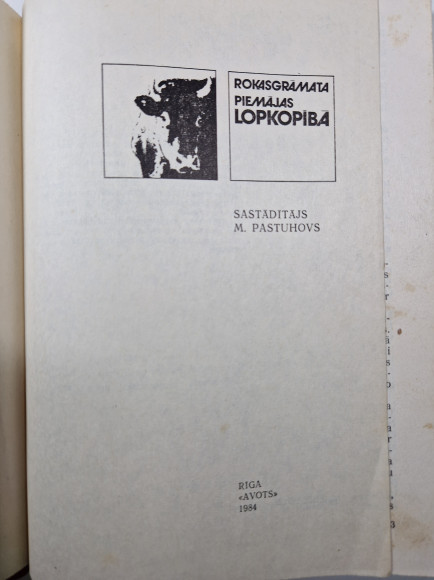 ROKASGRĀMATA
PIEMĀJAS
LOPKOPĪBĀ
SASTĀDĪTĀJS
M. PASTUHOVS
RĪGA
«AVOTS»
1984